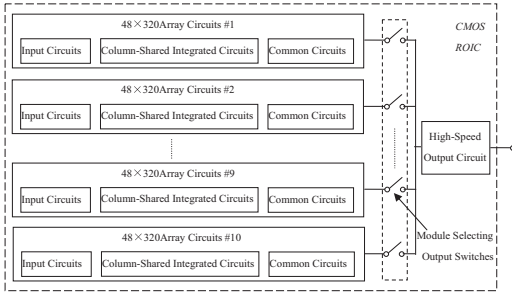 48×320Array Circuits #1
Input Circuits
Column-Shared Integrated Circuits
Common Circuits
48×320Array Circuits #2
Input Circuits
Column-Shared Integrated Circuits
Common Circuits
48×320Array Circuits #9
Input Circuits
Column-Shared Integrated Circuits
Common Circuits
48×320Array Circuits #10
Input Circuits
Column-Shared Integrated Circuits
Common Circuits
CMOS
ROIC
High-Speed
Output Circuit
Module Selecting
Output Switches